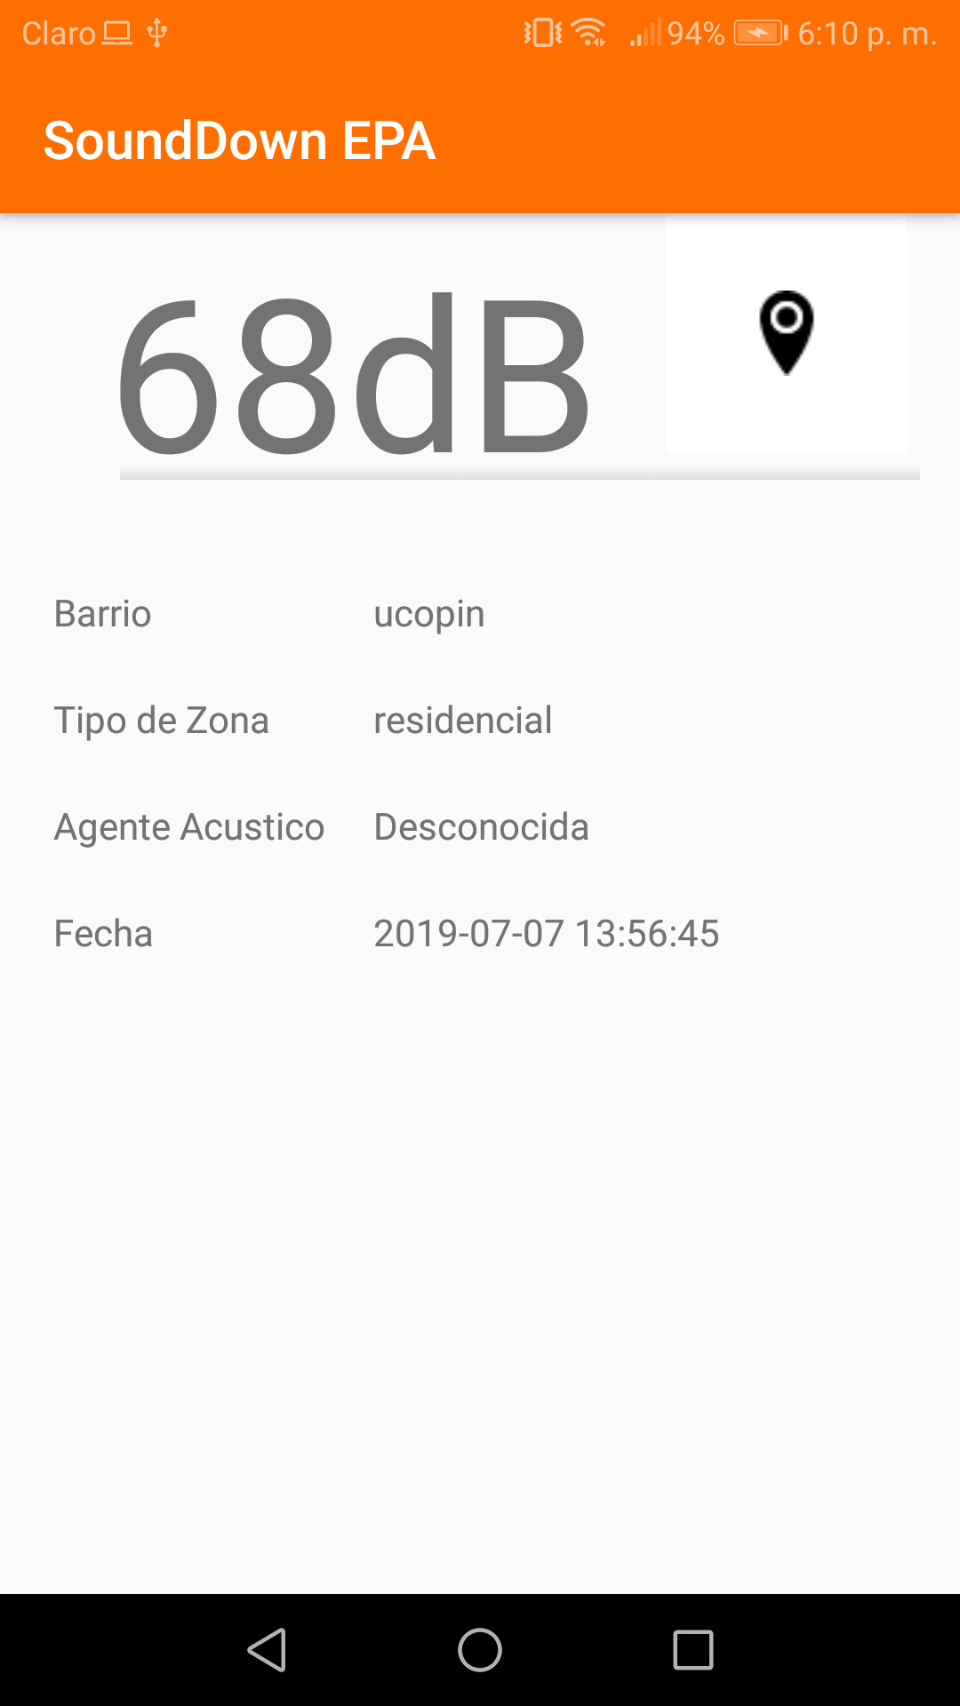 Claro 94% 6:10 p. m.
SoundDown EPA
68dB
Barrio ucopin
Tipo de Zona residencial
Agente Acustico Desconocida
Fecha 2019-07-07 13:56:45